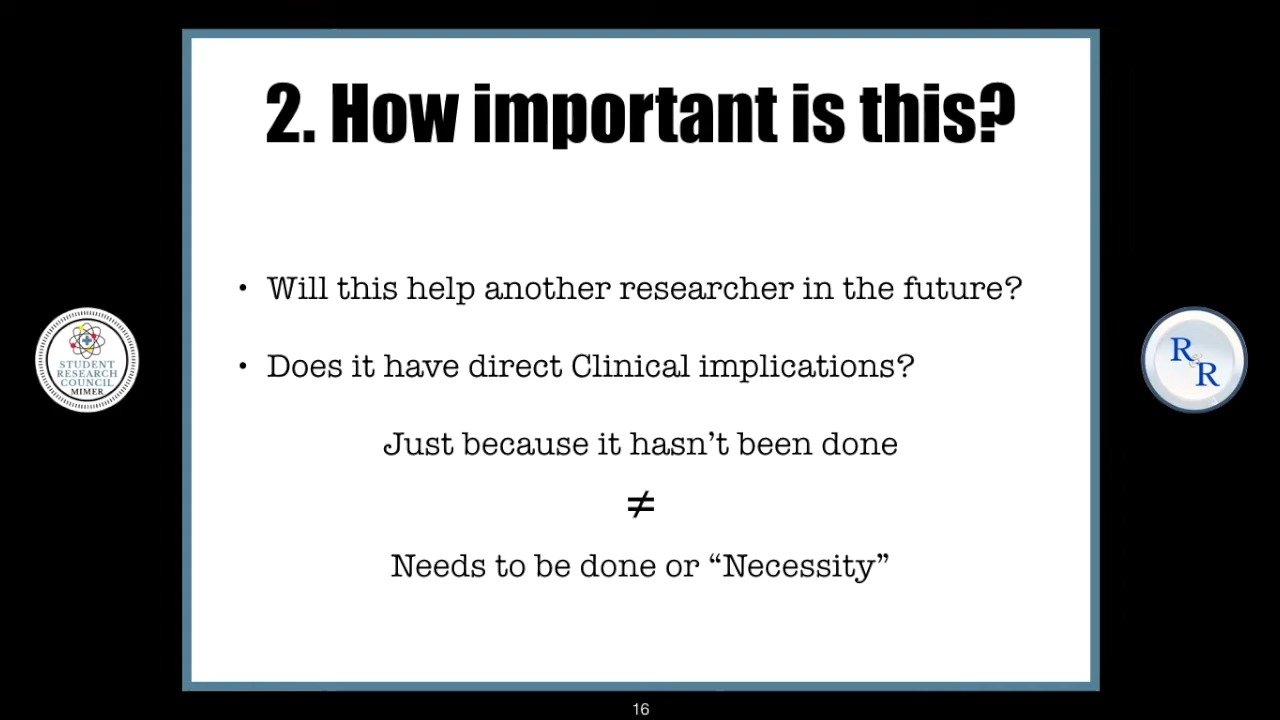 2. How important is this?
• Will this help another researcher in the future?
• Does it have direct Clinical implications?
Just because it hasn’t been done
≠
Needs to be done or “Necessity”
STUDENT
RESEARCH
COUNCIL
MIMER
R
&
R
16